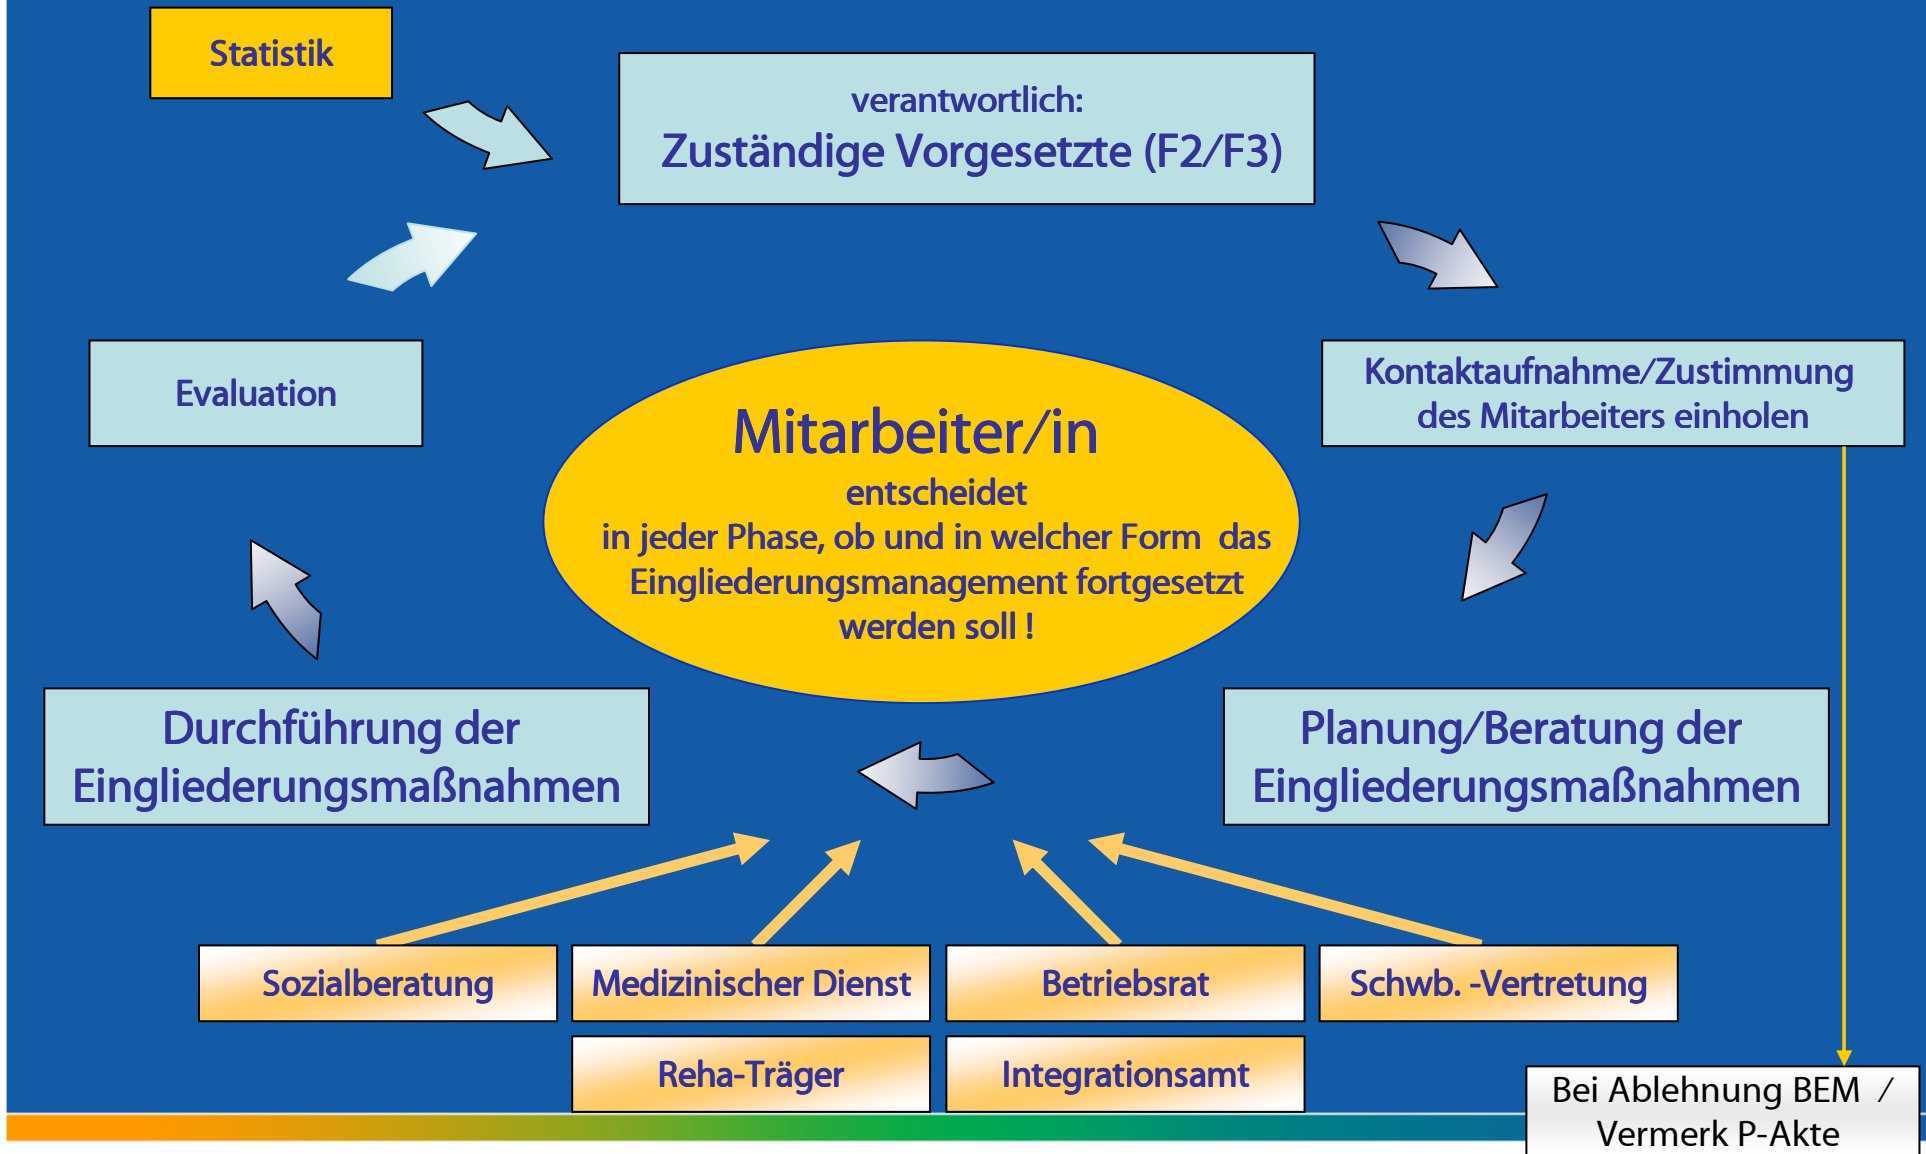 Statistik
verantwortlich:
Zuständige Vorgesetzte (F2/F3)
Evaluation
Kontaktaufnahme/Zustimmung
des Mitarbeiters einholen
Mitarbeiter/in
entscheidet
in jeder Phase, ob und in welcher Form das
Eingliederungsmanagement fortgesetzt
werden soll !
Durchführung der
Eingliederungsmaßnahmen
Planung/Beratung der
Eingliederungsmaßnahmen
Sozialberatung
Medizinischer Dienst
Betriebsrat
Schwb. -Vertretung
Reha-Träger
Integrationsamt
Bei Ablehnung BEM /
Vermerk P-Akte